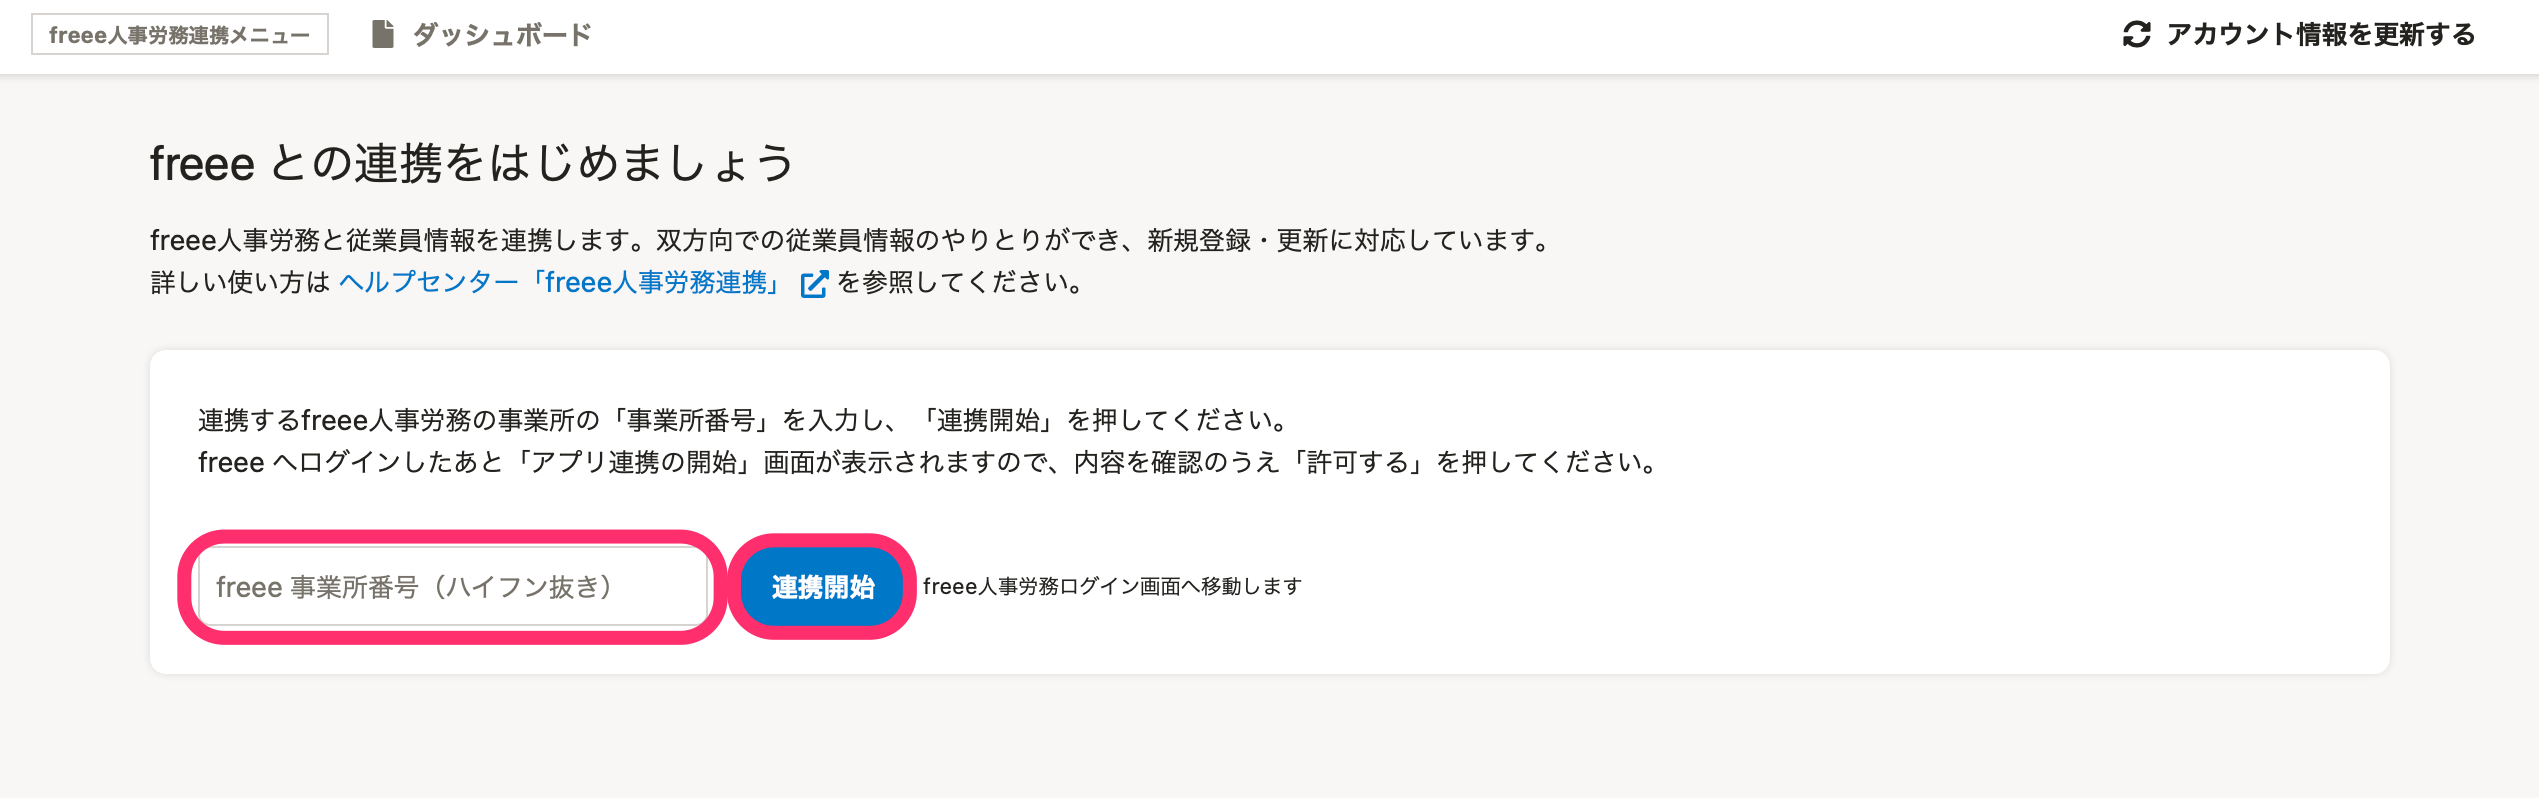 freee人事労務連携メニュー
ダッシュボード
アカウント情報を更新する
freee との連携をはじめましょう
freee人事労務と従業員情報を連携します。双方向での従業員情報のやりとりができ、新規登録・更新に対応しています。
詳しい使い方は ヘルプセンター「freee人事労務連携」 を参照してください。
連携するfreee人事労務の事業所の「事業所番号」を入力し、「連携開始」を押してください。
freee へログインしたあと「アプリ連携の開始」画面が表示されますので、内容を確認のうえ「許可する」を押してください。
freee 事業所番号（ハイフン抜き）
連携開始
freee人事労務ログイン画面へ移動します